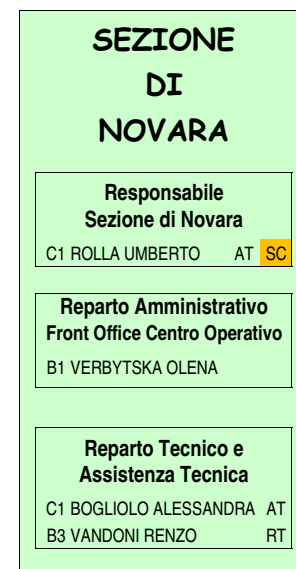 SEZIONE
DI
NOVARA
Responsabile
Sezione di Novara
C1 ROLLA UMBERTO AT SC
Reparto Amministrativo
Front Office Centro Operativo
B1 VERBYTSKA OLENA
Reparto Tecnico e
Assistenza Tecnica
C1 BOGLIOLO ALESSANDRA AT
B3 VANDONI RENZO RT